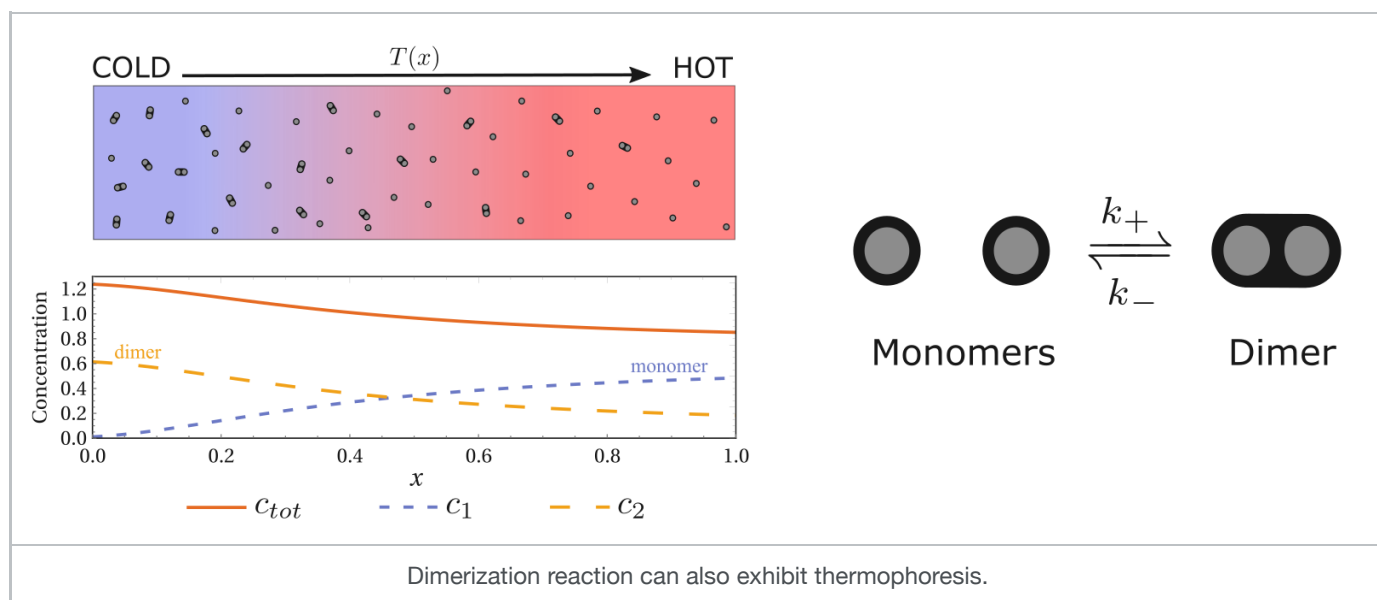 COLD T(x) HOT
1.2
1.0
0.8
0.6
0.4
0.2
0.0
Concentration
dimer
monomer
0.0 0.2 0.4 0.6 0.8 1.0
x
c_{tot} c_1 c_2
k_+
k_-
Monomers Dimer
Dimerization reaction can also exhibit thermophoresis.